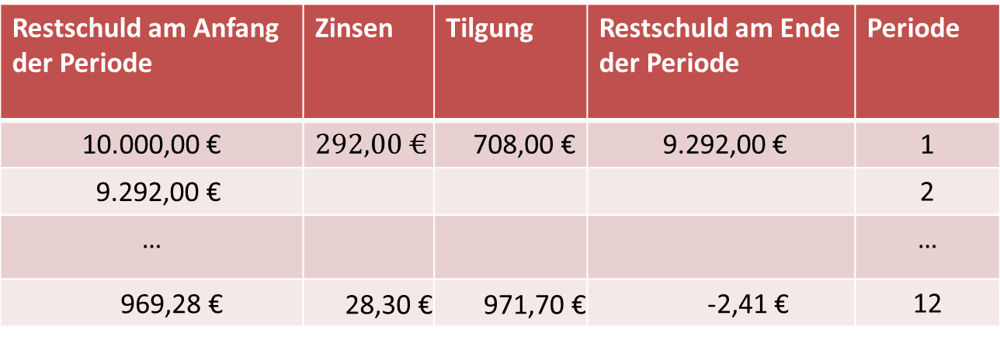 Restschuld am Anfang der Periode Zinsen Tilgung Restschuld am Ende der Periode Periode
10.000,00 € 292,00 € 708,00 € 9.292,00 € 1
9.292,00 € 2
... ...
969,28 € 28,30 € 971,70 € -2,41 € 12